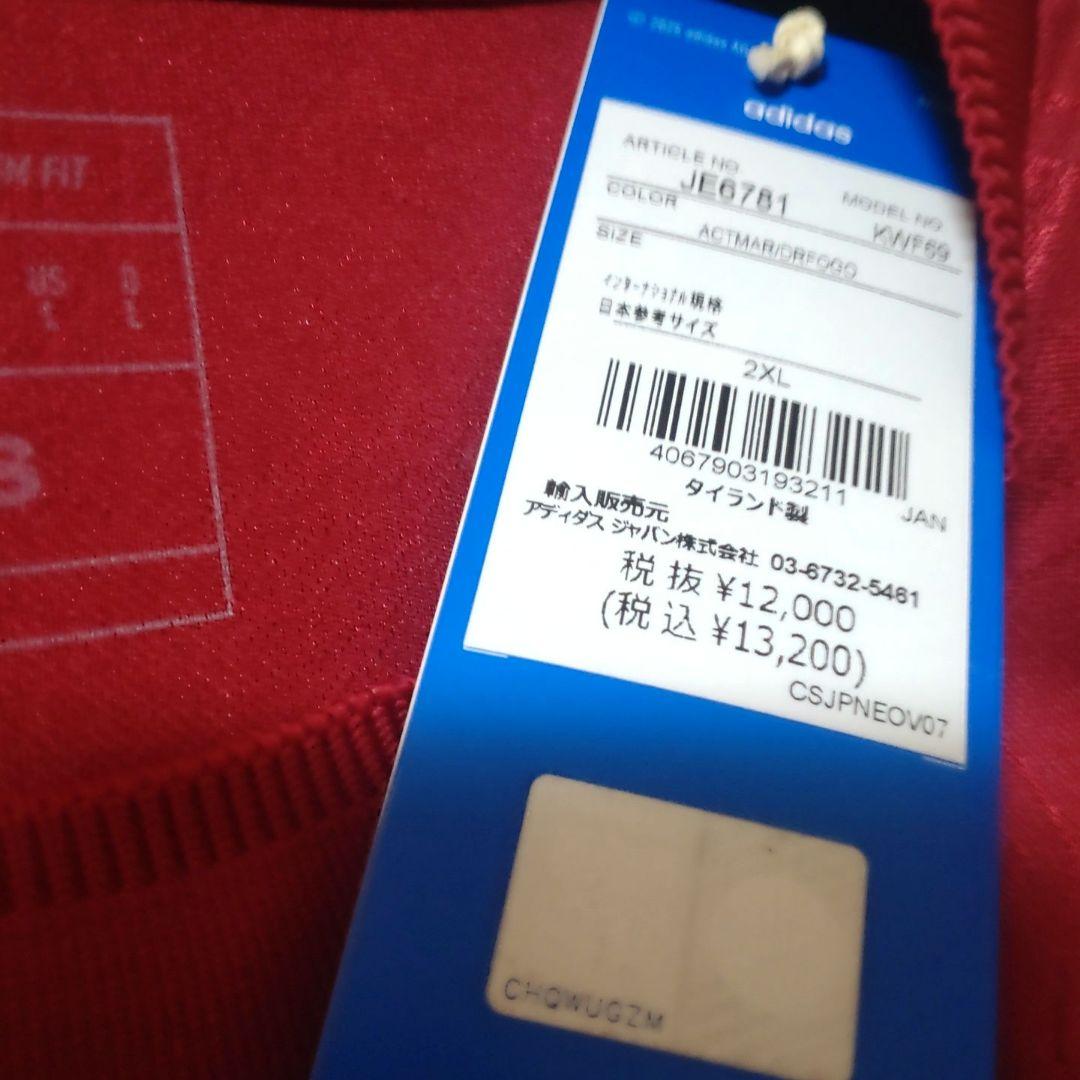 adidas
ARTICLE NO
JE6781
MODEL NO.
KWF69
COLOR
ACTMAR/DRFOGO
SIZE
インターナショナル規格
日本参考サイズ
2XL
4067903193211
JAN
タイランド製
輸入販売元
アディダス ジャパン株式会社 03-6732-5461
税 抜 ¥12,000
(税 込 ¥13,200)
CSJPNEOV07
CHQWUGZM
M FIT
US D
L L